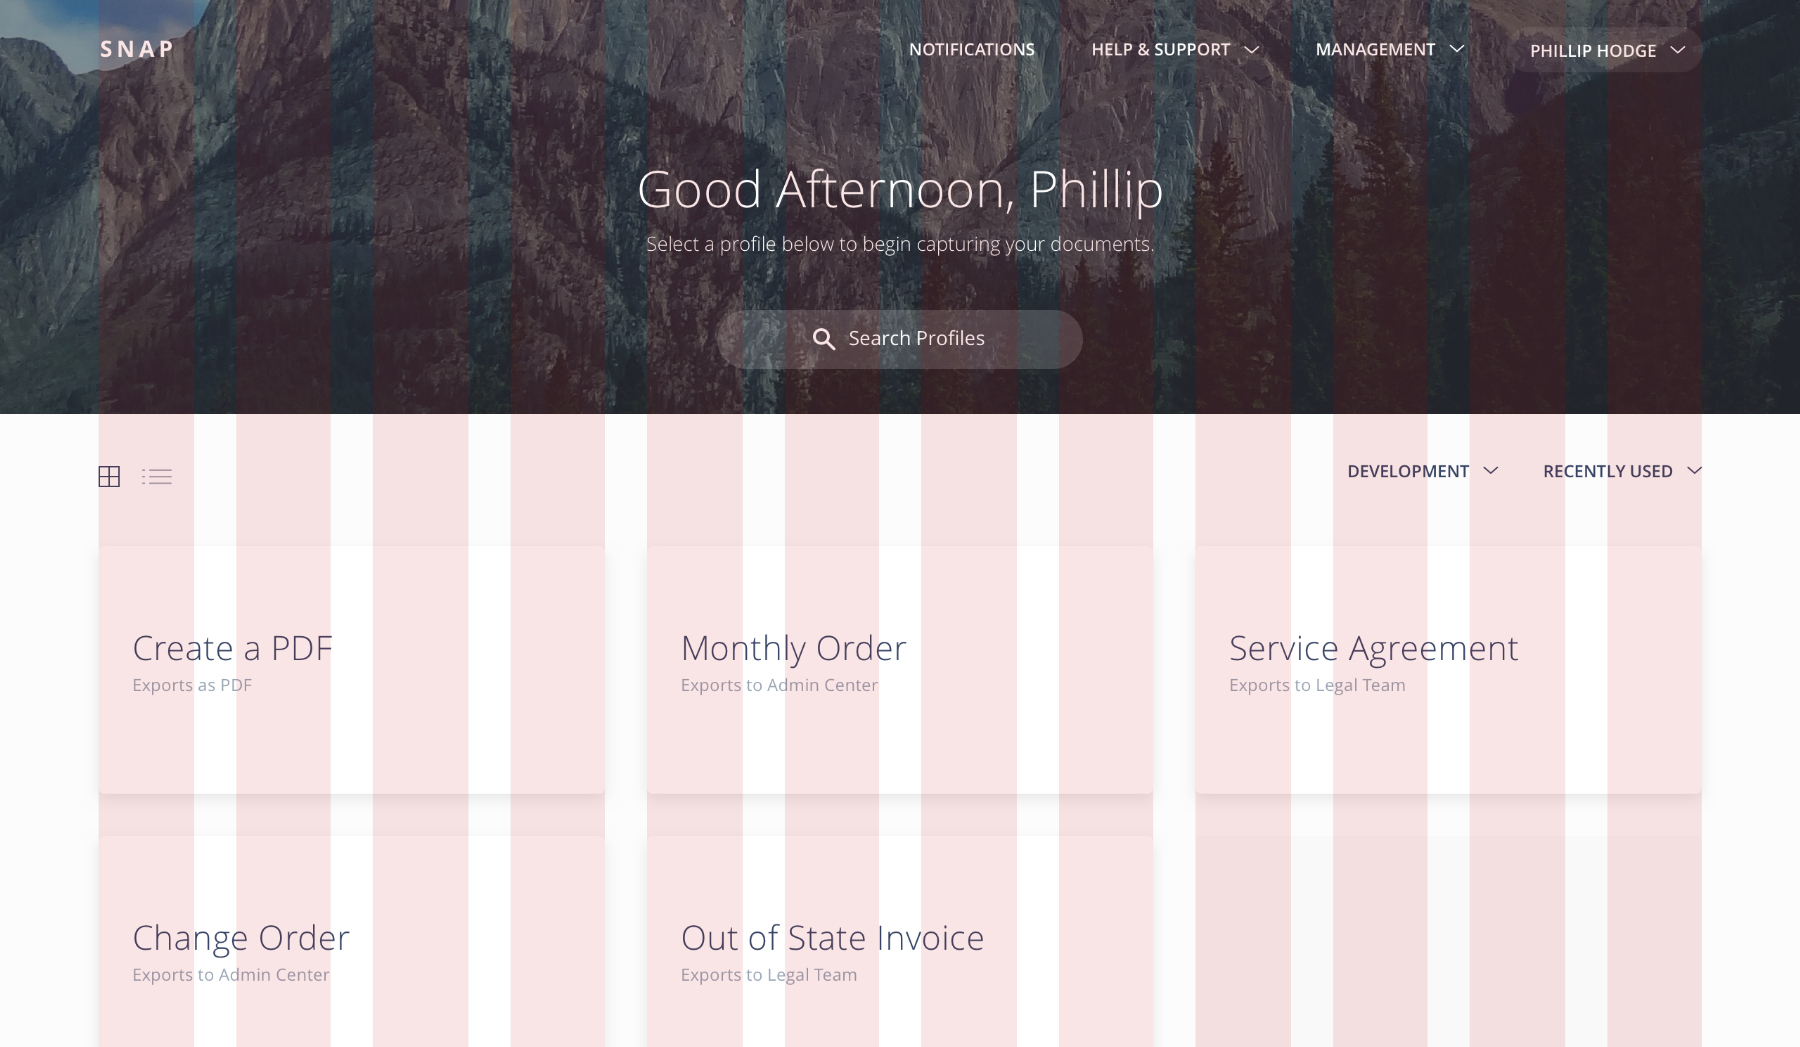 SNAP
NOTIFICATIONS
HELP & SUPPORT
MANAGEMENT
PHILLIP HODGE
Good Afternoon, Phillip
Select a profile below to begin capturing your documents.
Search Profiles
DEVELOPMENT
RECENTLY USED
Create a PDF
Exports as PDF
Monthly Order
Exports to Admin Center
Service Agreement
Exports to Legal Team
Change Order
Exports to Admin Center
Out of State Invoice
Exports to Legal Team